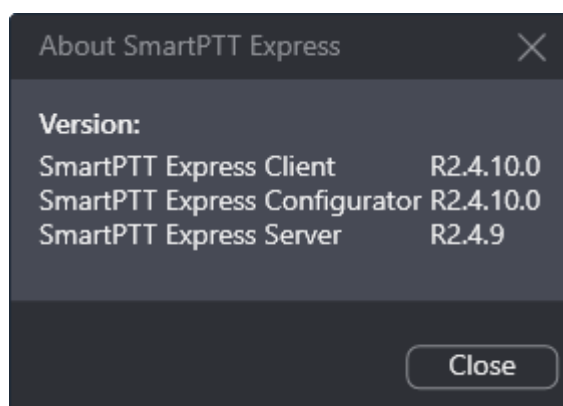 About SmartPTT Express
Version:
SmartPTT Express Client R2.4.10.0
SmartPTT Express Configurator R2.4.10.0
SmartPTT Express Server R2.4.9
Close